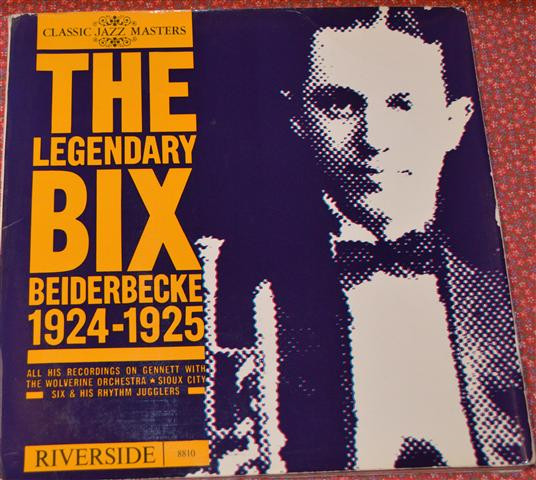 CLASSIC JAZZ MASTERS
THE
LEGENDARY
BIX
BEIDERBECKE
1924-1925
ALL HIS RECORDINGS ON GENNETT WITH
THE WOLVERINE ORCHESTRA ★ SIOUX CITY
SIX & HIS RHYTHM JUGGLERS
RIVERSIDE 8810